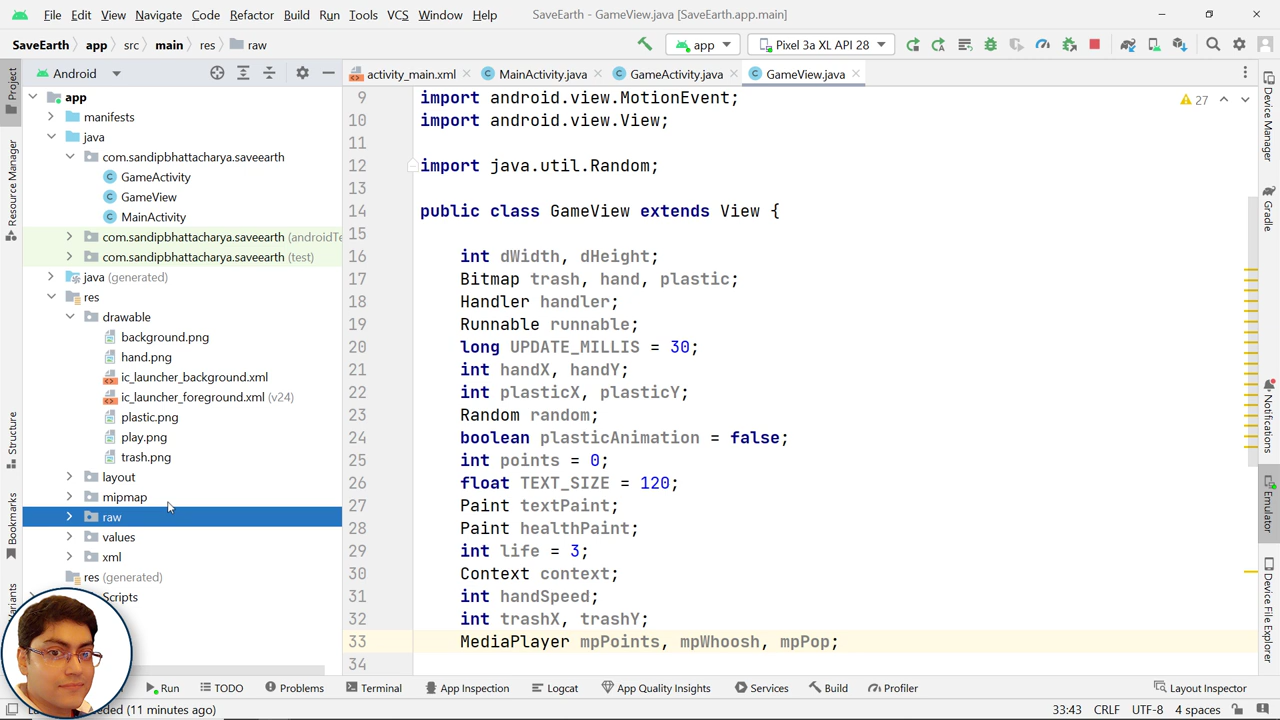 File Edit View Navigate Code Refactor Build Run Tools VCS Window Help SaveEarth - GameView.java [SaveEarth.app.main]
SaveEarth app src main res raw app Pixel 3a XL API 28
Android activity_main.xml MainActivity.java GameActivity.java GameView.java
Project
Resource Manager
Structure
Bookmarks
app
manifests
java
com.sandipbhattacharya.saveearth
GameActivity
GameView
MainActivity
com.sandipbhattacharya.saveearth
com.sandipbhattacharya.saveearth (test)
java (generated)
res
drawable
background.png
hand.png
ic_launcher_background.xml
ic_launcher_foreground.xml (v24)
plastic.png
play.png
trash.png
layout
mipmap
raw
values
xml
res (generated)
Scripts
27
9 import android.view.MotionEvent;
10 import android.view.View;
11
12 import java.util.Random;
13
14 public class GameView extends View {
15
16 int dWidth, dHeight;
17 Bitmap trash, hand, plastic;
18 Handler handler;
19 Runnable runnable;
20 long UPDATE_MILLIS = 30;
21 int handX, handY;
22 int plasticX, plasticY;
23 Random random;
24 boolean plasticAnimation = false;
25 int points = 0;
26 float TEXT_SIZE = 120;
27 Paint textPaint;
28 Paint healthPaint;
29 int life = 3;
30 Context context;
31 int handSpeed;
32 int trashX, trashY;
33 MediaPlayer mpPoints, mpWhoosh, mpPop;
34
Device Manager
Gradle
Notifications
Emulator
Device File Explorer
Run TODO Problems Terminal App Inspection Logcat App Quality Insights Services Build Profiler Layout Inspector
(11 minutes ago) 33:43 CRLF UTF-8 4 spaces